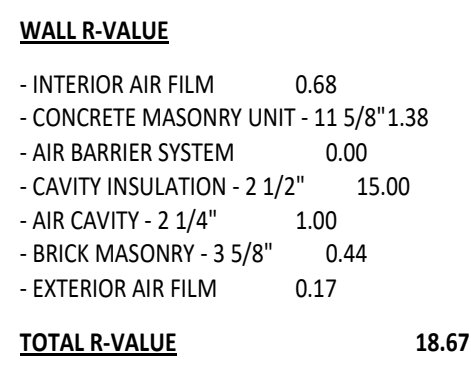 WALL R-VALUE
- INTERIOR AIR FILM 0.68
- CONCRETE MASONRY UNIT - 11 5/8"1.38
- AIR BARRIER SYSTEM 0.00
- CAVITY INSULATION - 2 1/2" 15.00
- AIR CAVITY - 2 1/4" 1.00
- BRICK MASONRY - 3 5/8" 0.44
- EXTERIOR AIR FILM 0.17
TOTAL R-VALUE 18.67